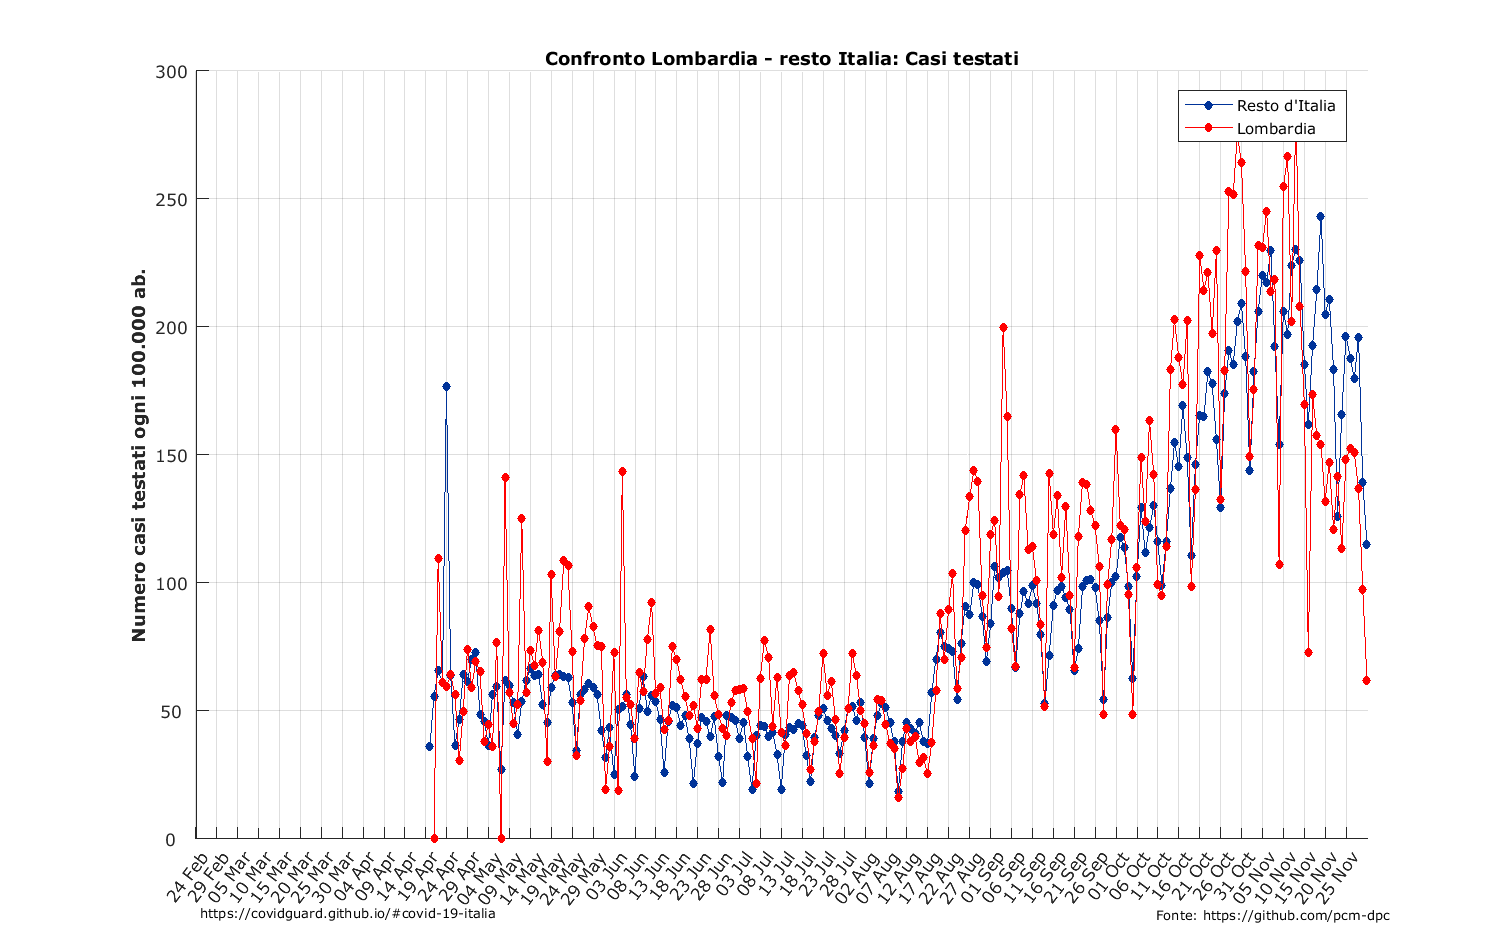 Confronto Lombardia - resto Italia: Casi testati
Resto d'Italia
Lombardia
Numero casi testati ogni 100.000 ab.
300
250
200
150
100
50
0
24 Feb
29 Feb
05 Mar
10 Mar
15 Mar
20 Mar
25 Mar
30 Mar
04 Apr
09 Apr
14 Apr
19 Apr
24 Apr
29 Apr
04 May
09 May
14 May
19 May
24 May
29 May
03 Jun
08 Jun
13 Jun
18 Jun
23 Jun
28 Jun
03 Jul
08 Jul
13 Jul
18 Jul
23 Jul
28 Jul
02 Aug
07 Aug
12 Aug
17 Aug
22 Aug
27 Aug
01 Sep
06 Sep
11 Sep
16 Sep
21 Sep
26 Sep
01 Oct
06 Oct
11 Oct
16 Oct
21 Oct
26 Oct
31 Oct
05 Nov
10 Nov
15 Nov
20 Nov
25 Nov
https://covidguard.github.io/#covid-19-italia
Fonte: https://github.com/pcm-dpc